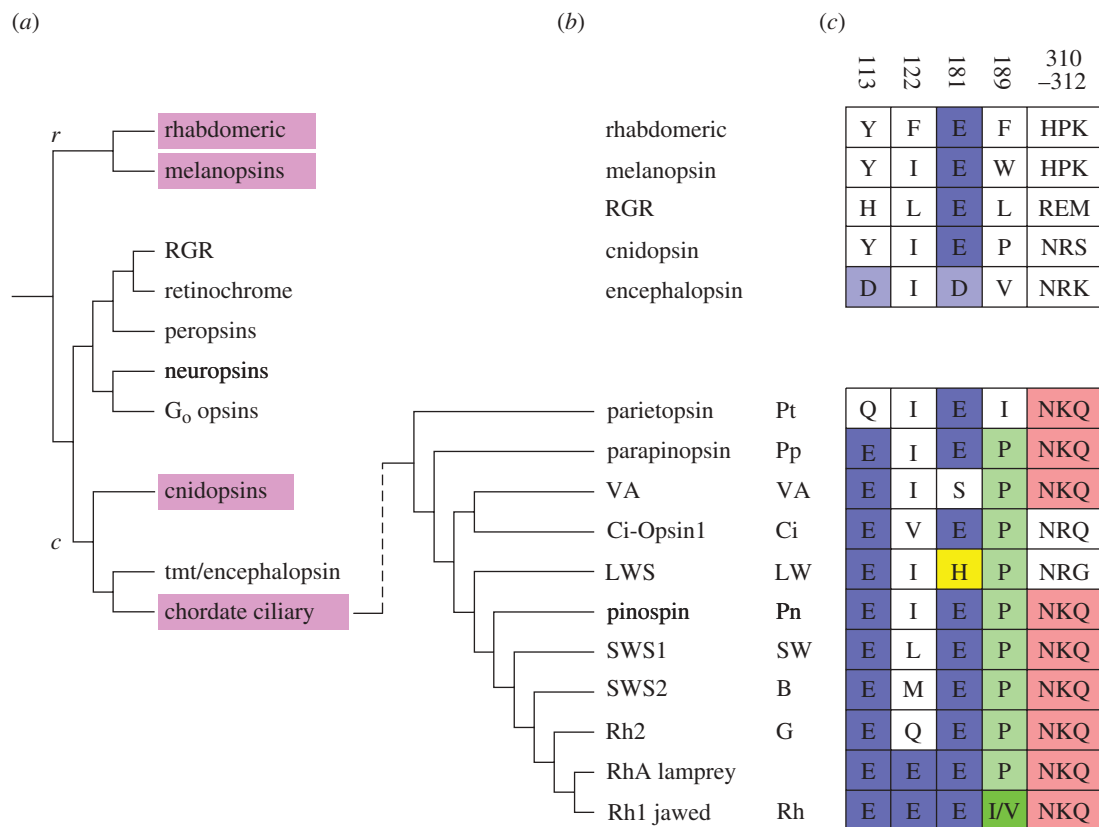 (a) (b) (c)
113 122 181 189 310–312
r
rhabdomeric
melanopsins
RGR
retinochrome
peropsins
neuropsins
Go opsins
cnidopsins
c
tmt/encephalopsin
chordate ciliary
rhabdomeric Y F E F HPK
melanopsin Y I E W HPK
RGR H L E L REM
cnidopsin Y I E P NRS
encephalopsin D I D V NRK
parietopsin Pt Q I E I NKQ
parapinopsin Pp E I E P NKQ
VA VA E I S P NKQ
Ci-Opsin1 Ci E V E P NRQ
LWS LW E I H P NRG
pinospin Pn E I E P NKQ
SWS1 SW E L E P NKQ
SWS2 B E M E P NKQ
Rh2 G E Q E P NKQ
RhA lamprey E E E P NKQ
Rh1 jawed Rh E E E I/V NKQ